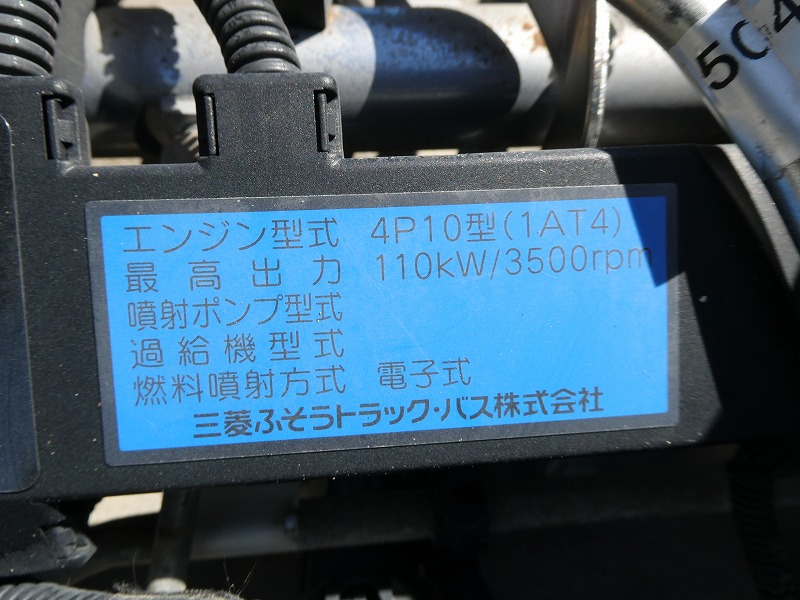 エンジン型式 4P10型(1AT4)
最高出力 110kW/3500rpm
噴射ポンプ型式
過給機型式
燃料噴射方式 電子式
三菱ふそうトラック・バス株式会社
504